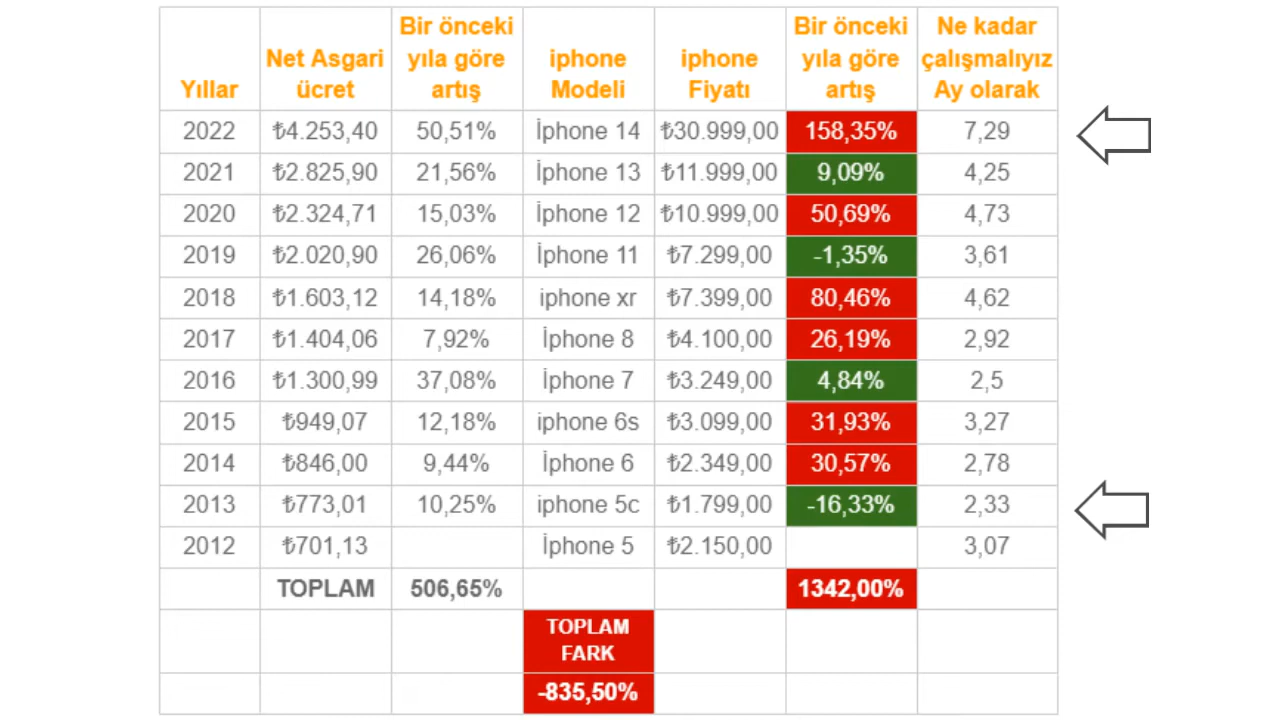 Yıllar Net Asgari ücret Bir önceki yıla göre artış iphone Modeli iphone Fiyatı Bir önceki yıla göre artış Ne kadar çalışmalıyız Ay olarak
2022 ₺4.253,40 50,51% İphone 14 ₺30.999,00 158,35% 7,29
2021 ₺2.825,90 21,56% İphone 13 ₺11.999,00 9,09% 4,25
2020 ₺2.324,71 15,03% İphone 12 ₺10.999,00 50,69% 4,73
2019 ₺2.020,90 26,06% İphone 11 ₺7.299,00 -1,35% 3,61
2018 ₺1.603,12 14,18% iphone xr ₺7.399,00 80,46% 4,62
2017 ₺1.404,06 7,92% İphone 8 ₺4.100,00 26,19% 2,92
2016 ₺1.300,99 37,08% İphone 7 ₺3.249,00 4,84% 2,5
2015 ₺949,07 12,18% iphone 6s ₺3.099,00 31,93% 3,27
2014 ₺846,00 9,44% İphone 6 ₺2.349,00 30,57% 2,78
2013 ₺773,01 10,25% iphone 5c ₺1.799,00 -16,33% 2,33
2012 ₺701,13 İphone 5 ₺2.150,00 3,07
TOPLAM 506,65% 1342,00%
TOPLAM
FARK
-835,50%